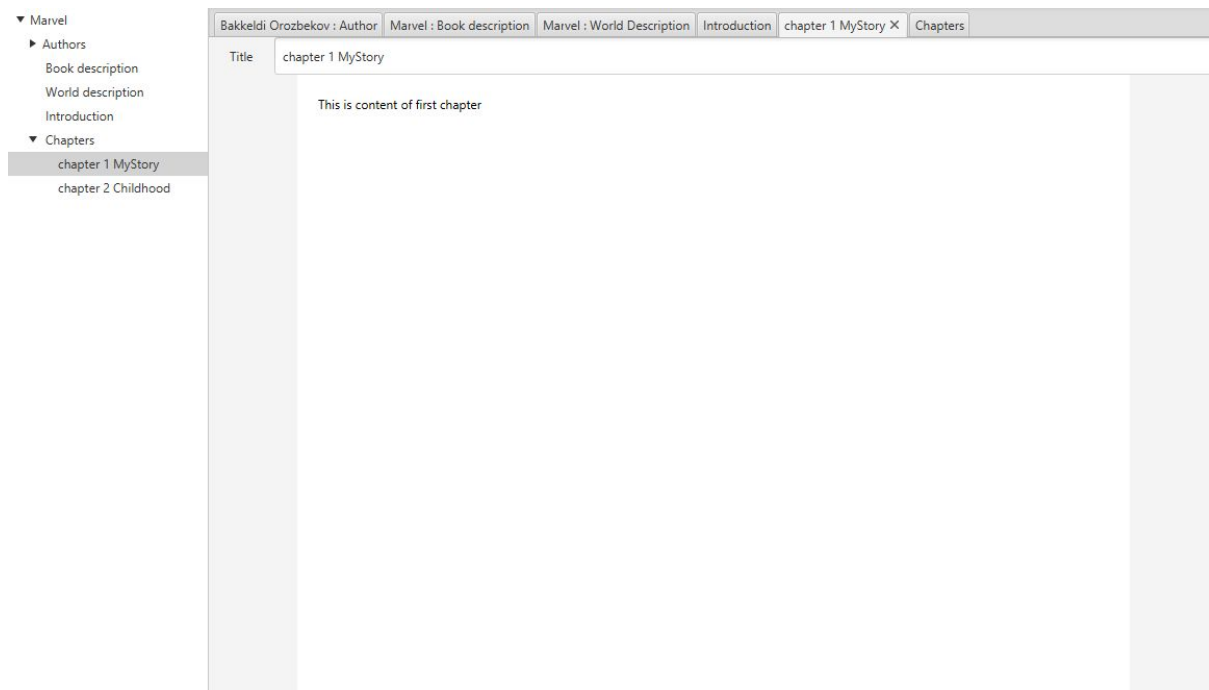 Marvel
Authors
Book description
World description
Introduction
Chapters
chapter 1 MyStory
chapter 2 Childhood
Bakkeldi Orozbekov : Author Marvel : Book description Marvel : World Description Introduction chapter 1 MyStory Chapters
Title chapter 1 MyStory
This is content of first chapter